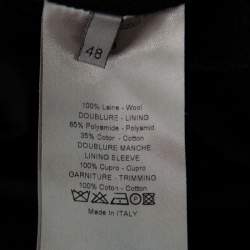 48
100% Laine - Wool
DOUBLURE - LINING
65% Polyamide - Polyamid
35% Coton - Cotton
DOUBLURE MANCHE
LINING SLEEVE
100% Cupro - Cupro
GARNITURE - TRIMMING
100% Coton - Cotton
Made In ITALY